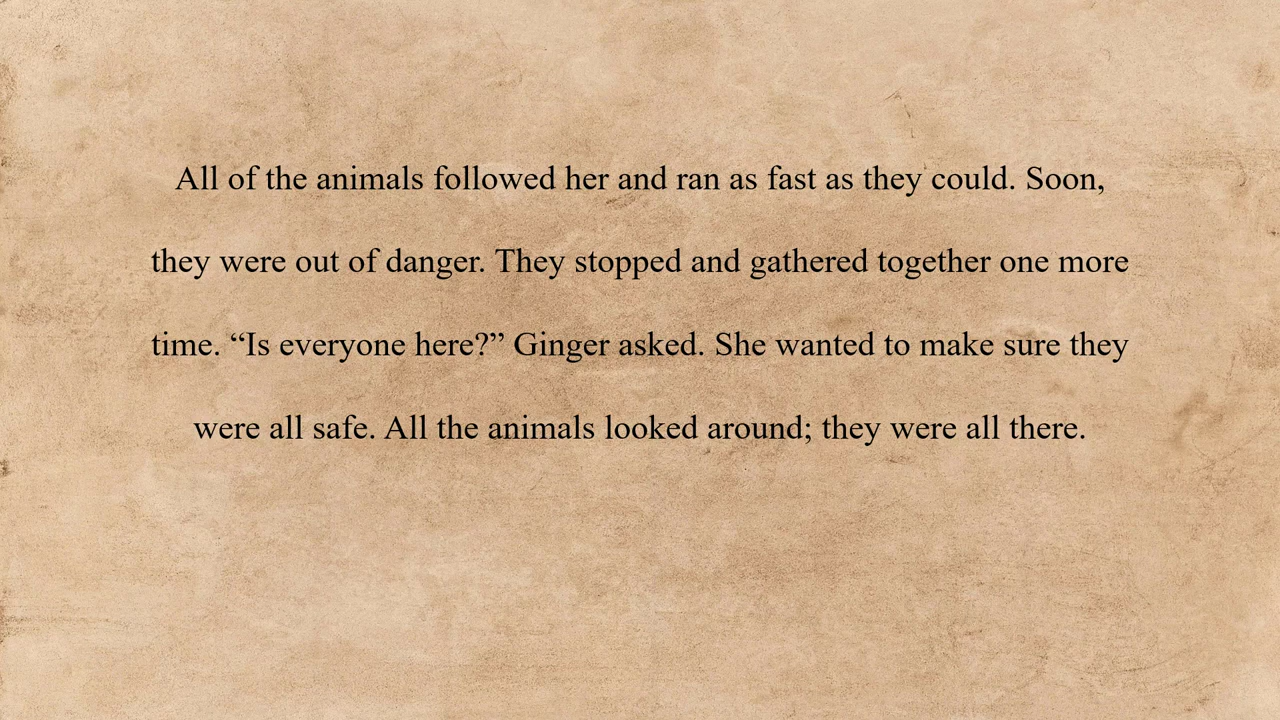 All of the animals followed her and ran as fast as they could. Soon,
they were out of danger. They stopped and gathered together one more
time. “Is everyone here?” Ginger asked. She wanted to make sure they
were all safe. All the animals looked around; they were all there.